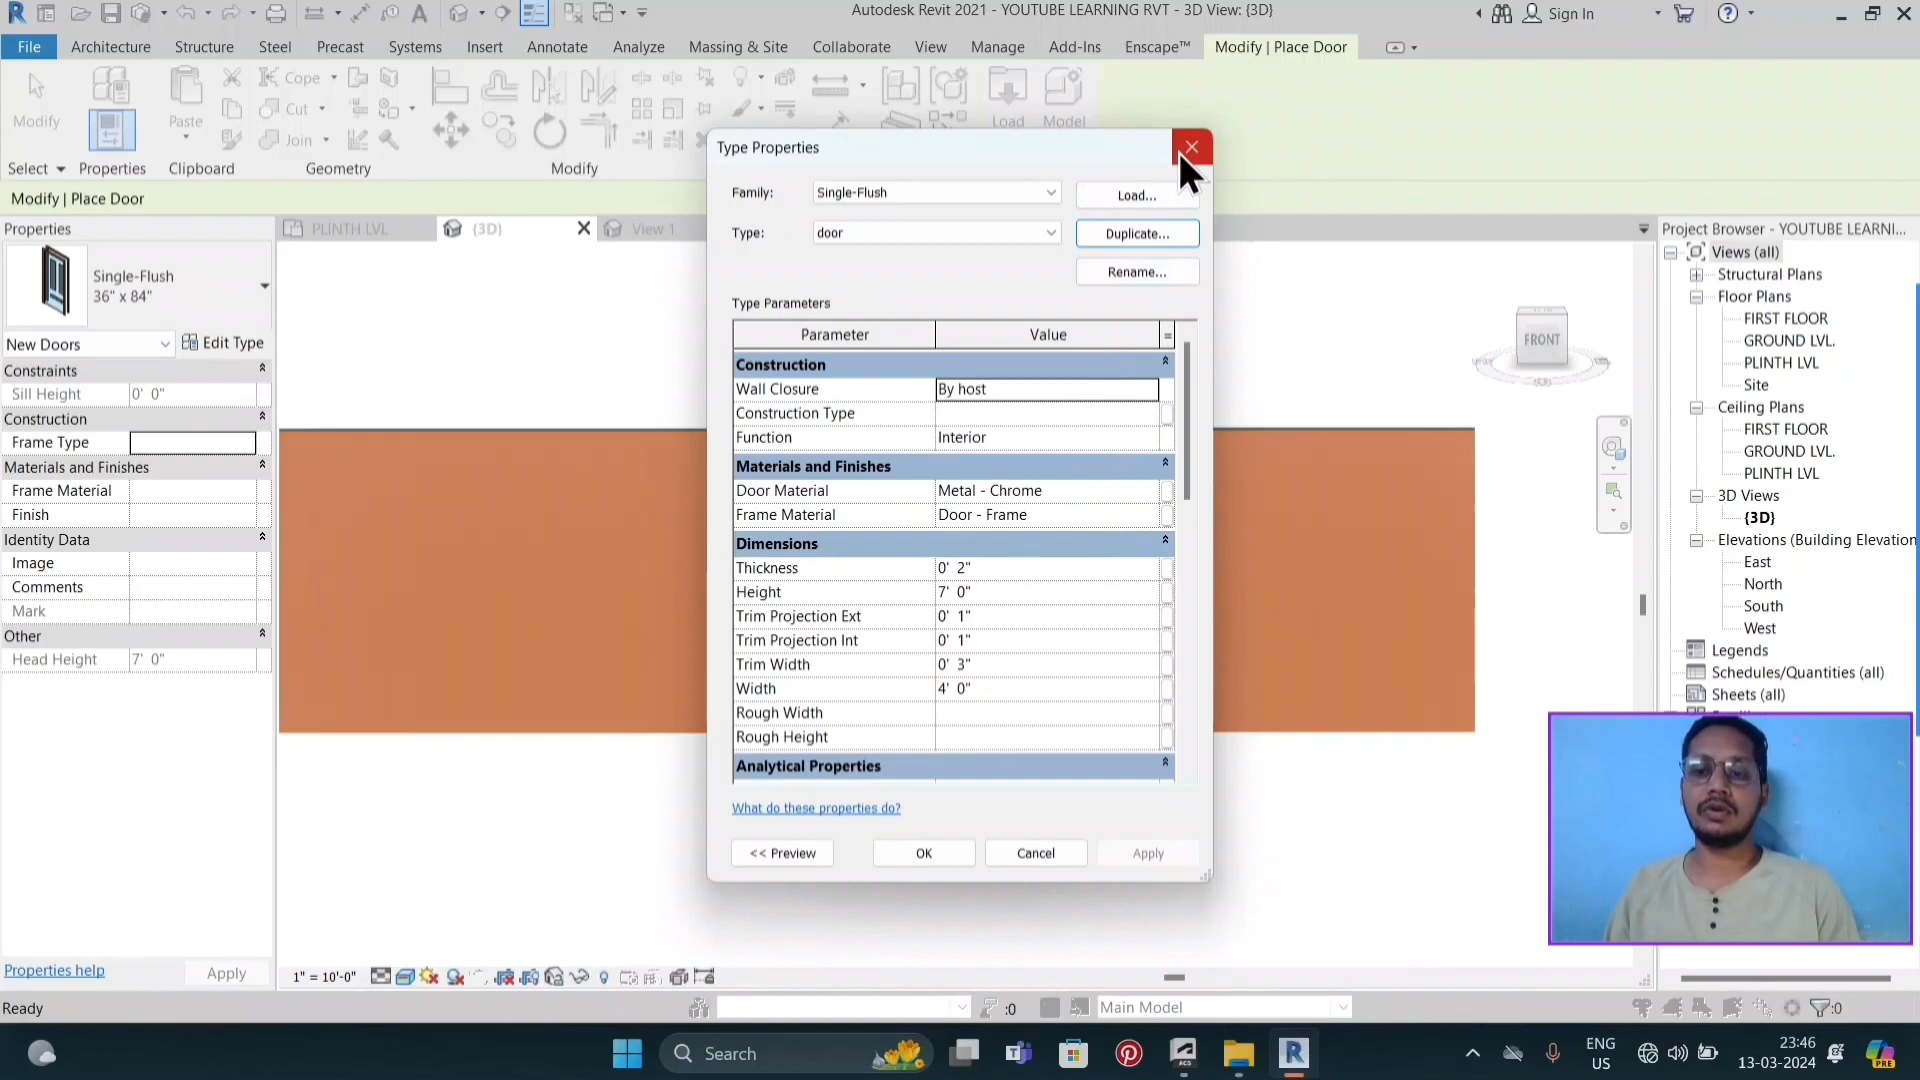 Autodesk Revit 2021 - YOUTUBE LEARNING RVT - 3D View: {3D}
Sign In
File
Architecture
Structure
Steel
Precast
Systems
Insert
Annotate
Analyze
Massing & Site
Collaborate
View
Manage
Add-Ins
Enscape™
Modify | Place Door
Modify
Paste
Cope
Cut
Join
Load
Model
Select
Properties
Clipboard
Geometry
Modify
Modify | Place Door
Properties
PLINTH LVL
{3D}
View 1
Single-Flush
36" x 84"
New Doors
Edit Type
Constraints
Sill Height 0' 0"
Construction
Frame Type
Materials and Finishes
Frame Material
Finish
Identity Data
Image
Comments
Mark
Other
Head Height 7' 0"
Properties help
Apply
Type Properties
Family: Single-Flush
Load...
Type: door
Duplicate...
Rename...
Type Parameters
Parameter Value =
Construction
Wall Closure By host
Construction Type
Function Interior
Materials and Finishes
Door Material Metal - Chrome
Frame Material Door - Frame
Dimensions
Thickness 0' 2"
Height 7' 0"
Trim Projection Ext 0' 1"
Trim Projection Int 0' 1"
Trim Width 0' 3"
Width 4' 0"
Rough Width
Rough Height
Analytical Properties
What do these properties do?
<< Preview
OK
Cancel
Apply
FRONT
Project Browser - YOUTUBE LEARNI...
Views (all)
Structural Plans
Floor Plans
FIRST FLOOR
GROUND LVL.
PLINTH LVL
Site
Ceiling Plans
FIRST FLOOR
GROUND LVL.
PLINTH LVL
3D Views
{3D}
Elevations (Building Elevation
East
North
South
West
Legends
Schedules/Quantities (all)
Sheets (all)
1" = 10'-0"
Ready
:0
Main Model
:0
Search
ACS
ENG
US
23:46
13-03-2024
PRE